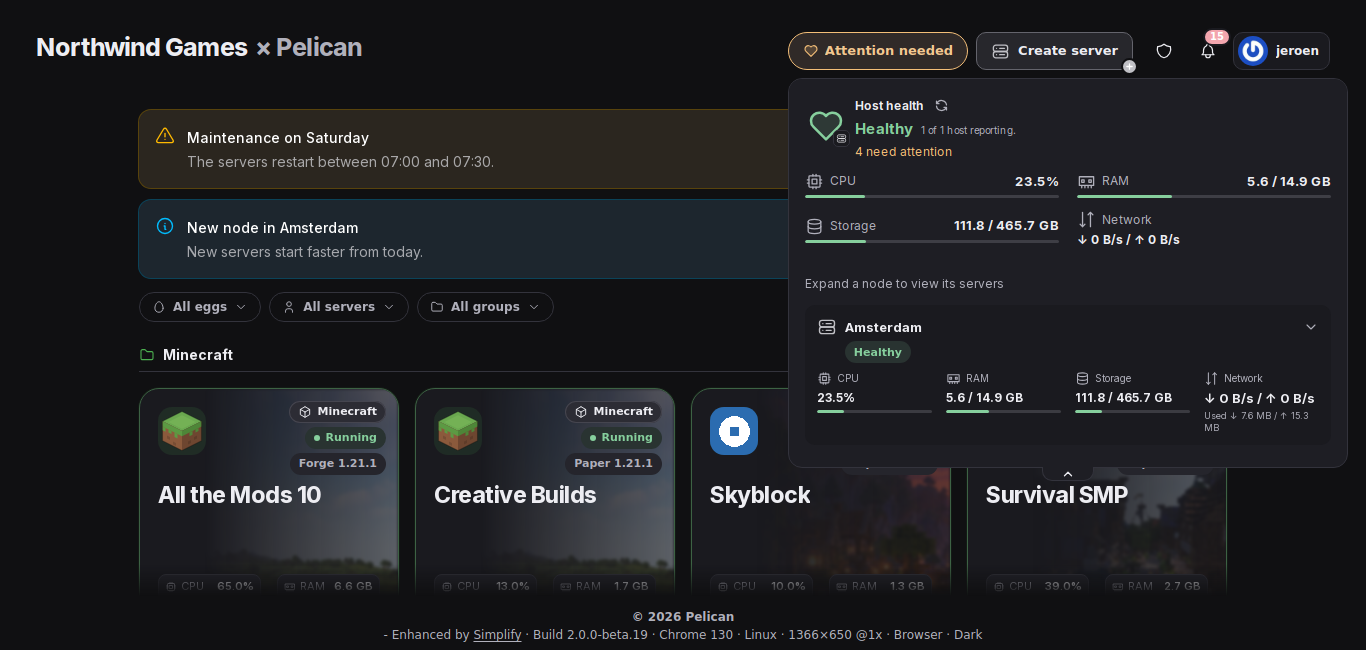 Northwind Games × Pelican
Attention needed
Create server
15
jeroen
Maintenance on Saturday
The servers restart between 07:00 and 07:30.
New node in Amsterdam
New servers start faster from today.
All eggs
All servers
All groups
Minecraft
Host health
Healthy 1 of 1 host reporting.
4 need attention
CPU 23.5%
RAM 5.6 / 14.9 GB
Storage 111.8 / 465.7 GB
Network
↓ 0 B/s / ↑ 0 B/s
Expand a node to view its servers
Amsterdam
Healthy
CPU
23.5%
RAM
5.6 / 14.9 GB
Storage
111.8 / 465.7 GB
Network
↓ 0 B/s / ↑ 0 B/s
Used ↓ 7.6 MB / ↑ 15.3
MB
Minecraft
Running
Forge 1.21.1
All the Mods 10
CPU 65.0%
RAM 6.6 GB
Minecraft
Running
Paper 1.21.1
Creative Builds
CPU 13.0%
RAM 1.7 GB
Skyblock
CPU 10.0%
RAM 1.3 GB
Survival SMP
CPU 39.0%
RAM 2.7 GB
© 2026 Pelican
- Enhanced by Simplify · Build 2.0.0-beta.19 · Chrome 130 · Linux · 1366×650 @1x · Browser · Dark